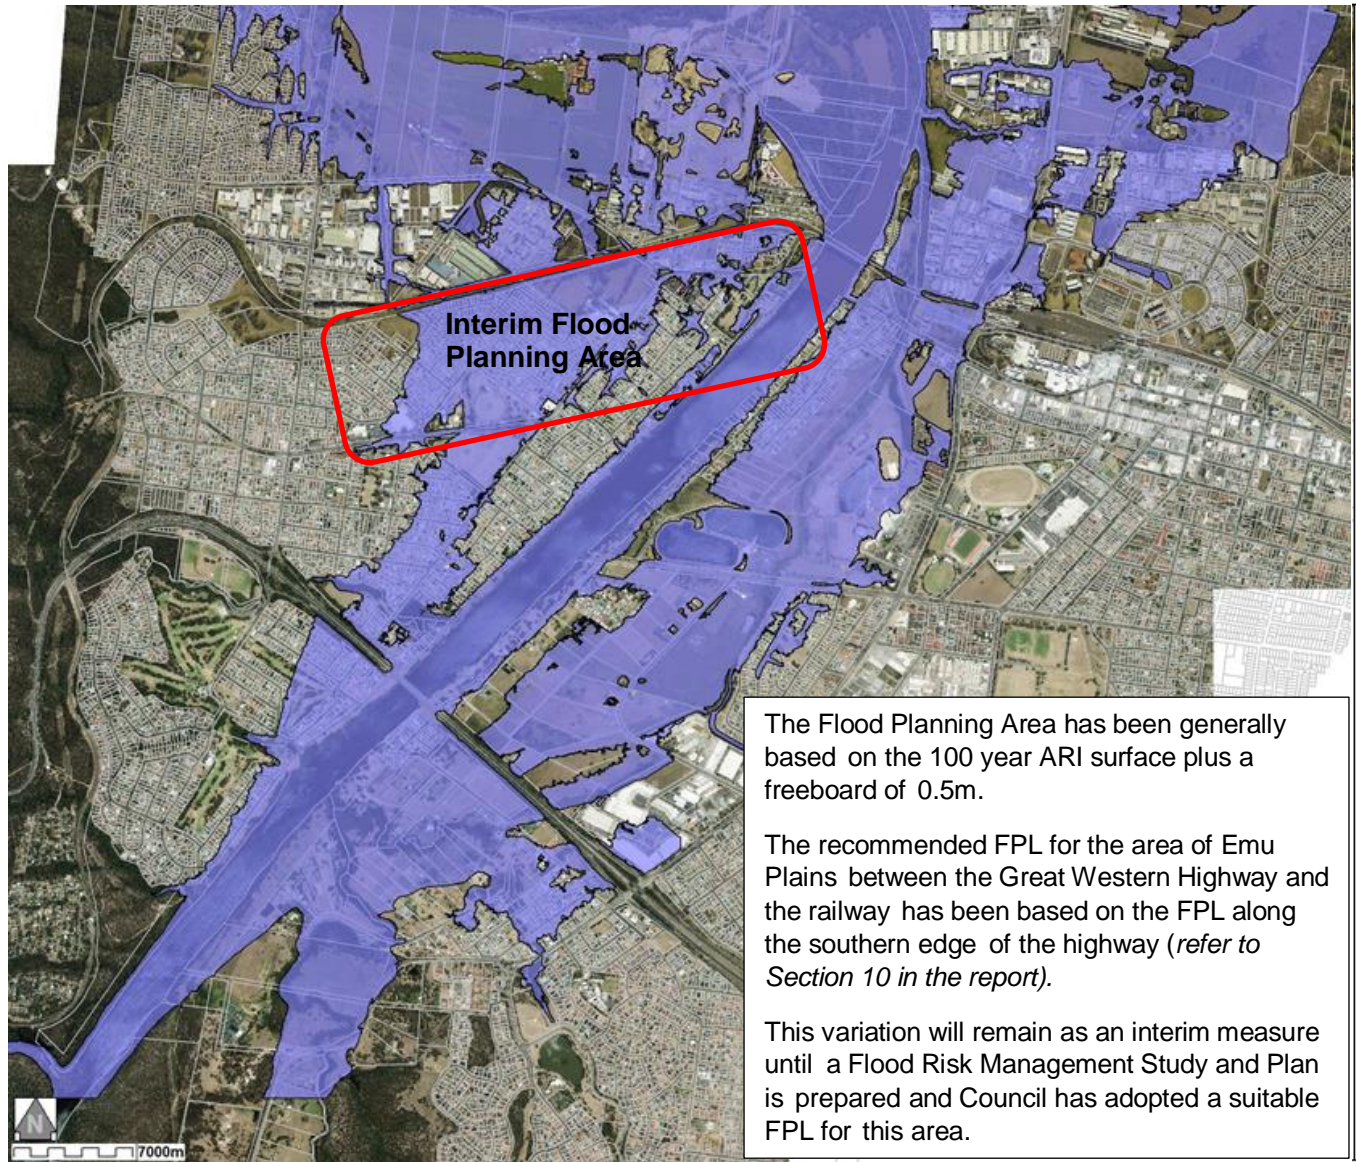 Interim Flood
Planning Area
The Flood Planning Area has been generally
based on the 100 year ARI surface plus a
freeboard of 0.5m.
The recommended FPL for the area of Emu
Plains between the Great Western Highway and
the railway has been based on the FPL along
the southern edge of the highway (refer to
Section 10 in the report).
This variation will remain as an interim measure
until a Flood Risk Management Study and Plan
is prepared and Council has adopted a suitable
FPL for this area.
N
7000m